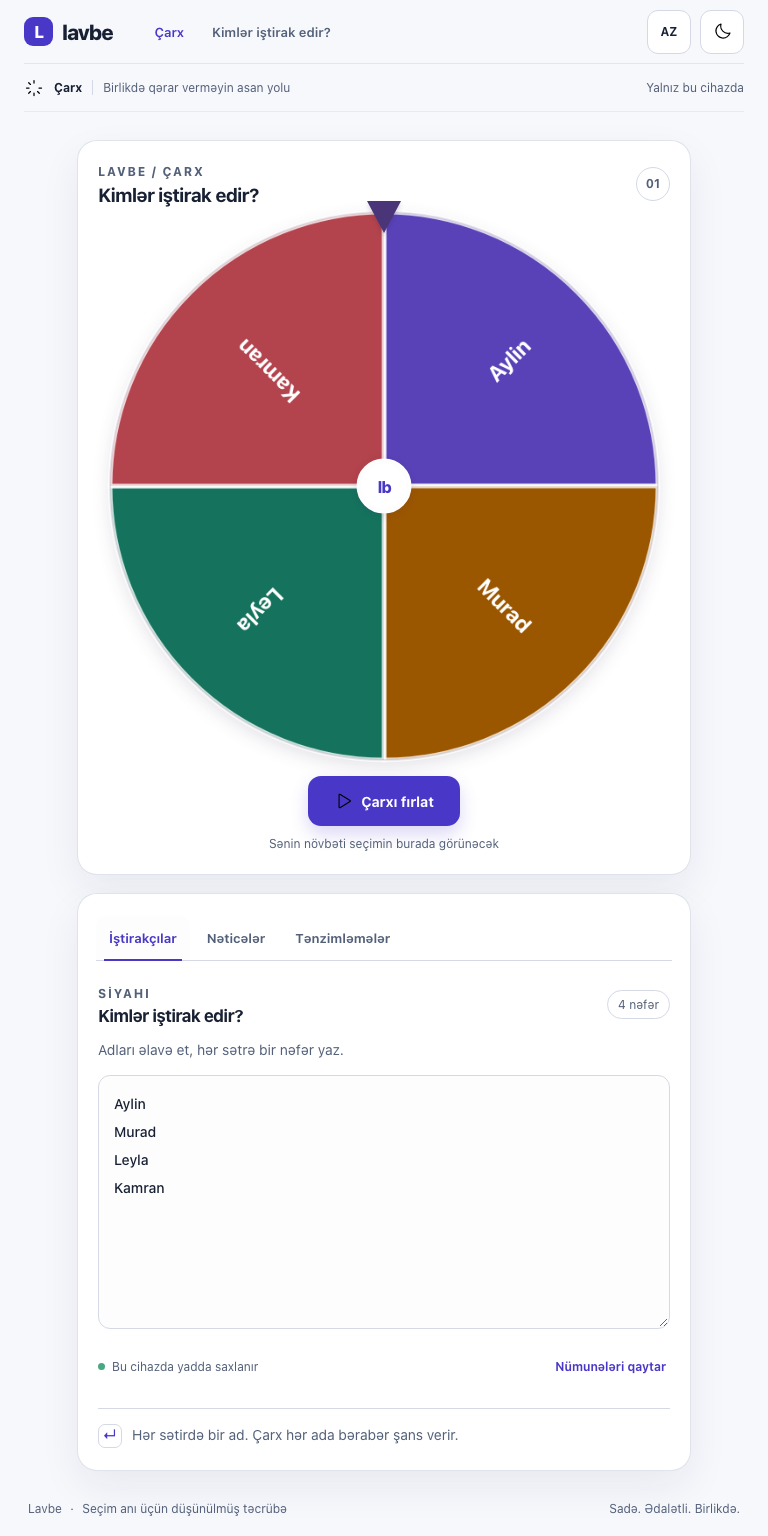 L lavbe Çarx Kimlər iştirak edir? AZ
Çarx Birlikdə qərar verməyin asan yolu Yalnız bu cihazda
LAVBE / ÇARX
Kimlər iştirak edir? 01
Kamran Aylin
lb
Leyla Murad
Çarxı fırlat
Sənin növbəti seçimin burada görünəcək
İştirakçılar Nəticələr Tənzimləmələr
SİYAHI
Kimlər iştirak edir? 4 nəfər
Adları əlavə et, hər sətrə bir nəfər yaz.
Aylin
Murad
Leyla
Kamran
Bu cihazda yadda saxlanır Nümunələri qaytar
Hər sətirdə bir ad. Çarx hər ada bərabər şans verir.
Lavbe · Seçim anı üçün düşünülmüş təcrübə Sadə. Ədalətli. Birlikdə.